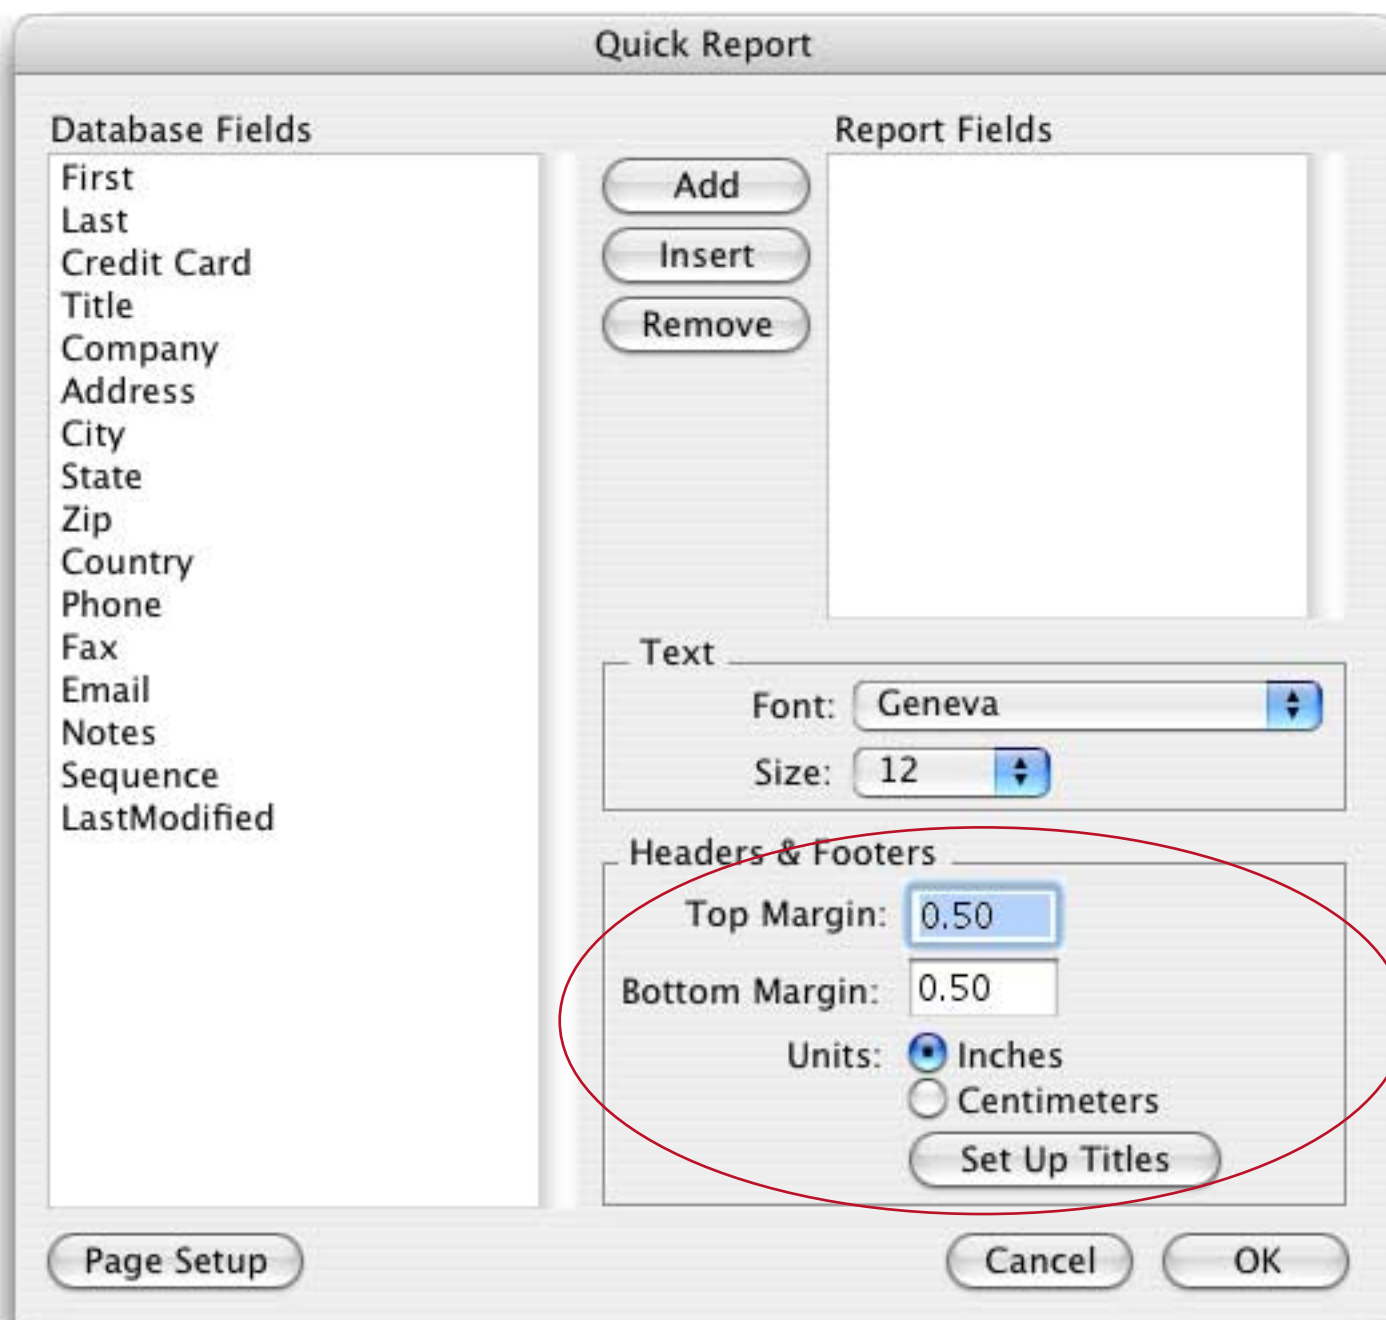 Quick Report
Database Fields
First
Last
Credit Card
Title
Company
Address
City
State
Zip
Country
Phone
Fax
Email
Notes
Sequence
LastModified
Add
Insert
Remove
Report Fields
Text
Font: Geneva
Size: 12
Headers & Footers
Top Margin: 0.50
Bottom Margin: 0.50
Units: Inches
Centimeters
Set Up Titles
Page Setup
Cancel
OK